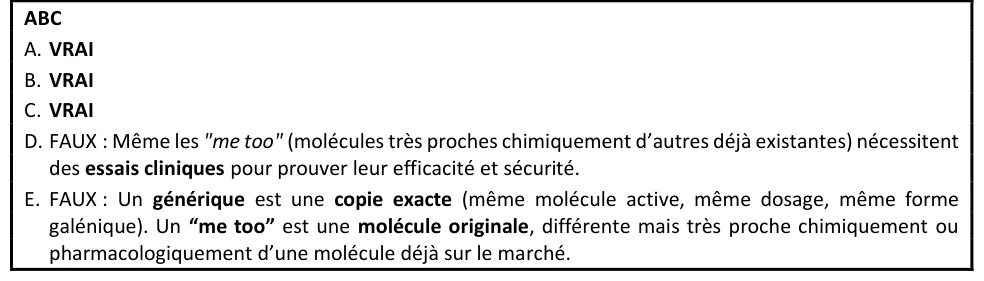 ABC
A. VRAI
B. VRAI
C. VRAI
D. FAUX : Même les "me too" (molécules très proches chimiquement d’autres déjà existantes) nécessitent
des essais cliniques pour prouver leur efficacité et sécurité.
E. FAUX : Un générique est une copie exacte (même molécule active, même dosage, même forme
galénique). Un “me too” est une molécule originale, différente mais très proche chimiquement ou
pharmacologiquement d’une molécule déjà sur le marché.